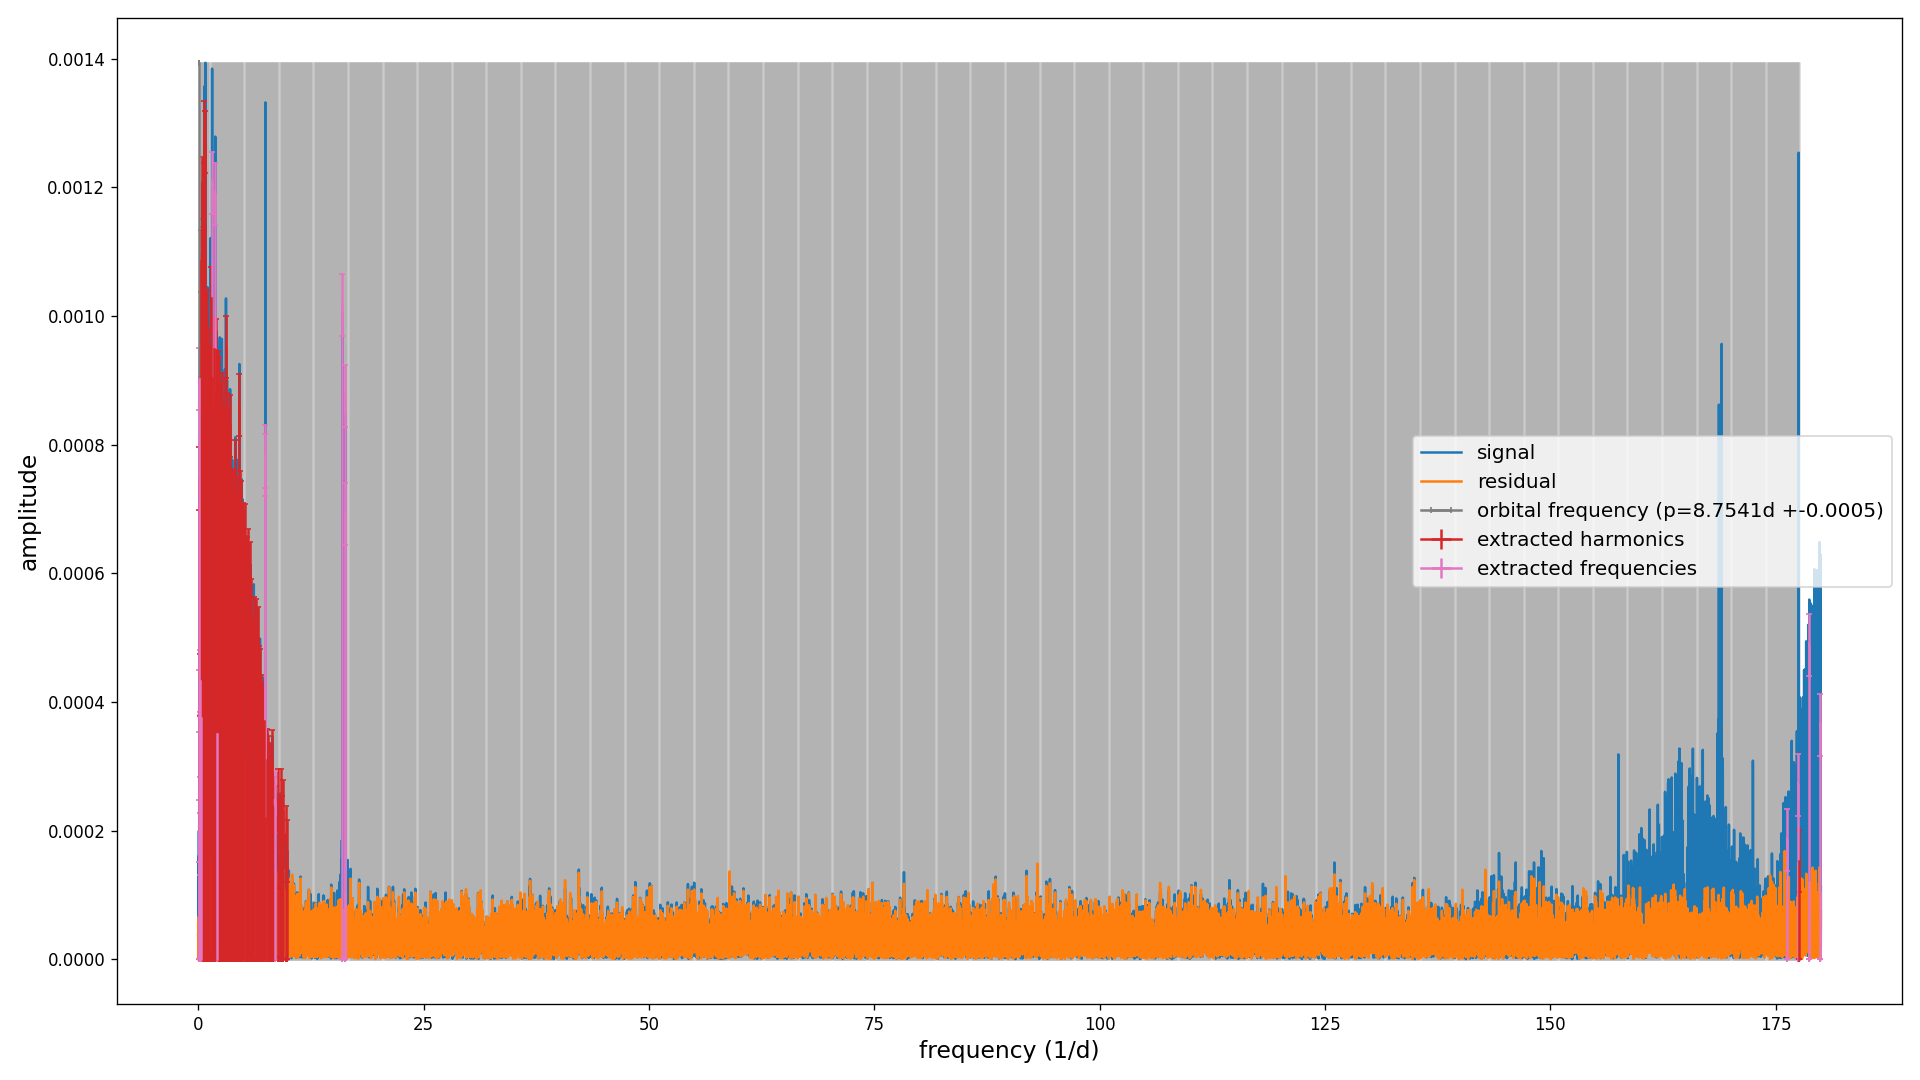 0.0014
0.0012
0.0010
0.0008
0.0006
0.0004
0.0002
0.0000
amplitude
signal
residual
orbital frequency (p=8.7541d +-0.0005)
extracted harmonics
extracted frequencies
0 25 50 75 100 125 150 175
frequency (1/d)